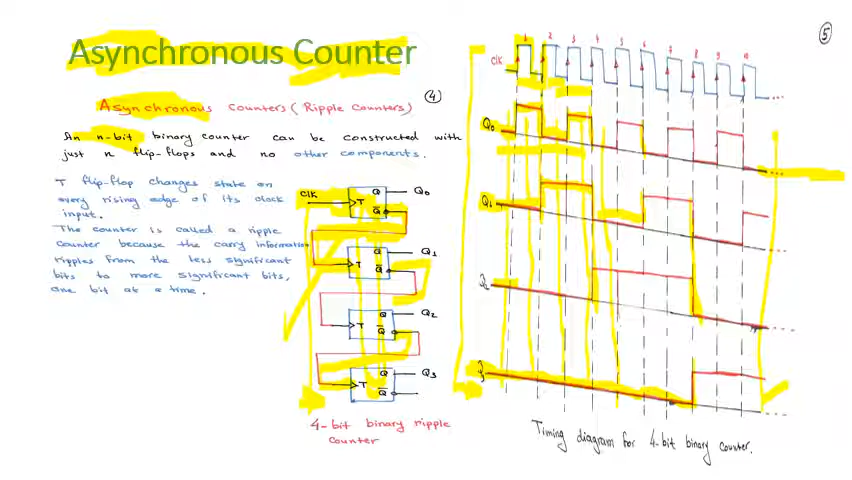 Asynchronous Counter
5
4
Asynchronous Counters (Ripple Counters)
An n-bit binary counter can be constructed with
just n flip-flops and no other components.
T flip-flop changes state on
every rising edge of its clock
input.
The counter is called a ripple
counter because the carry information
ripples from the less significant
bits to more significant bits,
one bit at a time.
Clk
T
Q
Q̅
Q0
T
Q
Q̅
Q1
T
Q
Q̅
Q2
T
Q
Q̅
Q3
4-bit binary ripple
counter
1 2 3 4 5 6 7 8 9 10
Clk
Q0
Q1
Timing diagram for 4-bit binary counter.